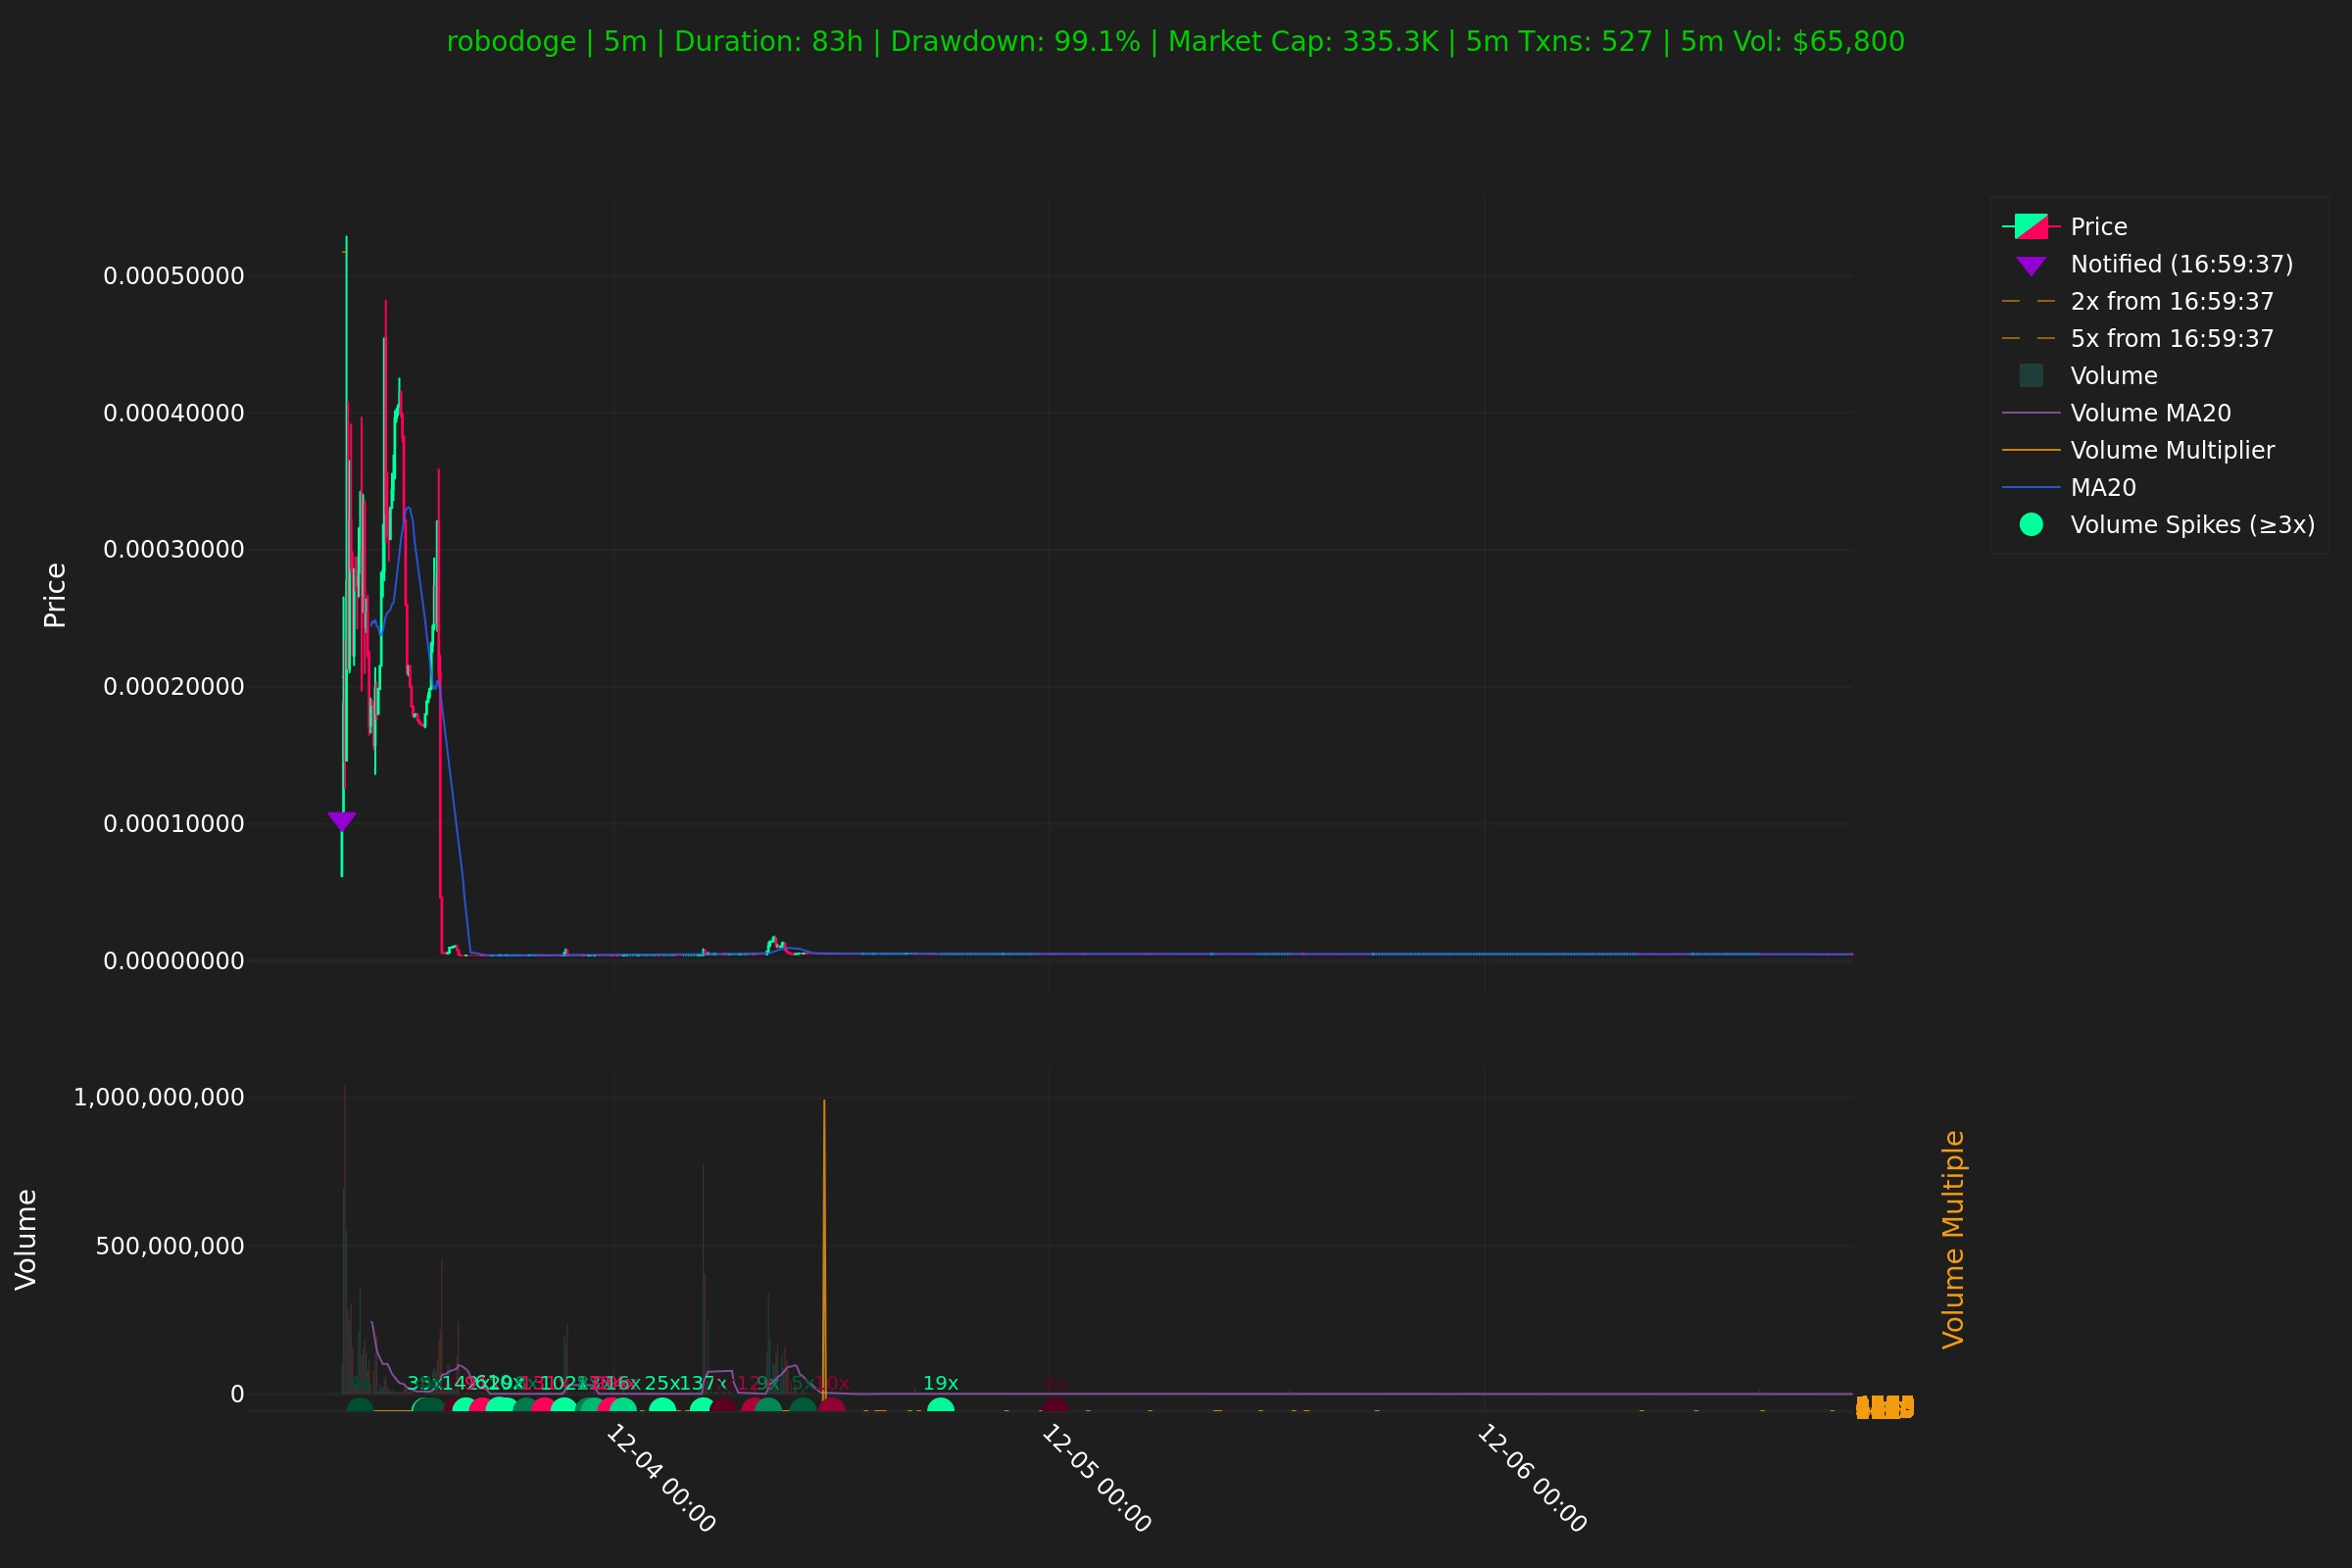 robodoge | 5m | Duration: 83h | Drawdown: 99.1% | Market Cap: 335.3K | 5m Txns: 527 | 5m Vol: $65,800
Price
Notified (16:59:37)
2x from 16:59:37
5x from 16:59:37
Volume
Volume MA20
Volume Multiplier
MA20
Volume Spikes (≥3x)
Price
0.00050000
0.00040000
0.00030000
0.00020000
0.00010000
0.00000000
Volume
1,000,000,000
500,000,000
0
Volume Multiple
25x
137x
9x
5x
10x
19x
12-04 00:00
12-05 00:00
12-06 00:00